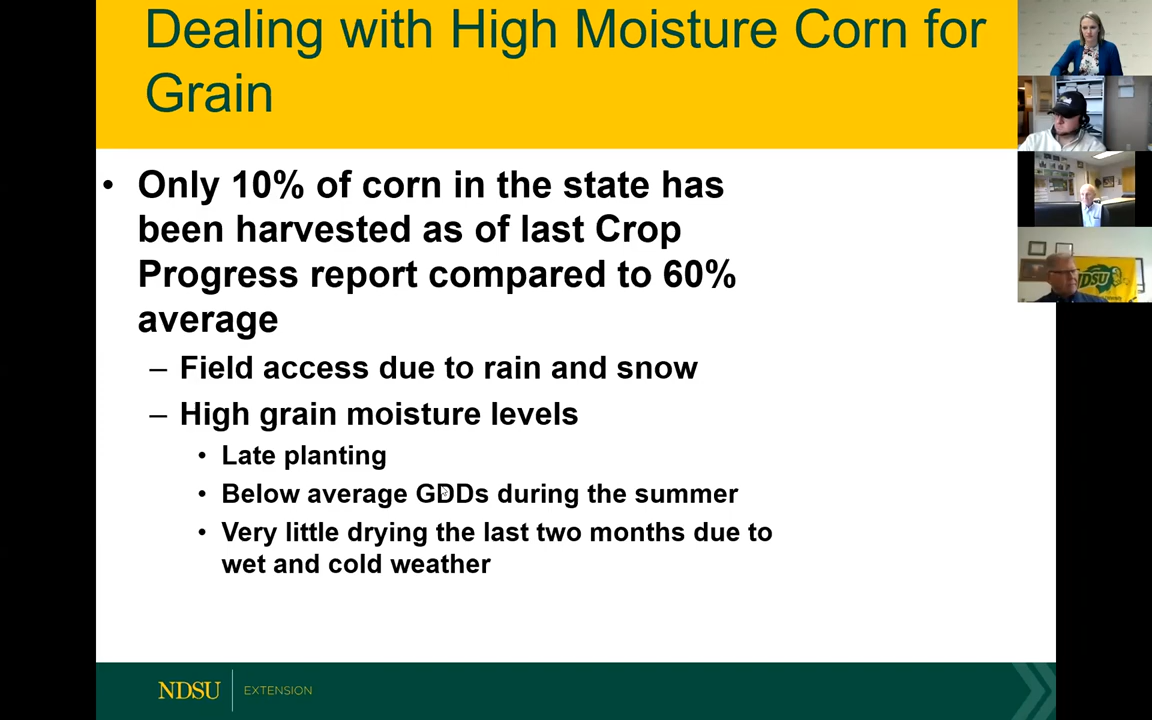 Dealing with High Moisture Corn for
Grain
• Only 10% of corn in the state has
been harvested as of last Crop
Progress report compared to 60%
average
– Field access due to rain and snow
– High grain moisture levels
• Late planting
• Below average GDDs during the summer
• Very little drying the last two months due to
wet and cold weather
NDSU EXTENSION
NDSU